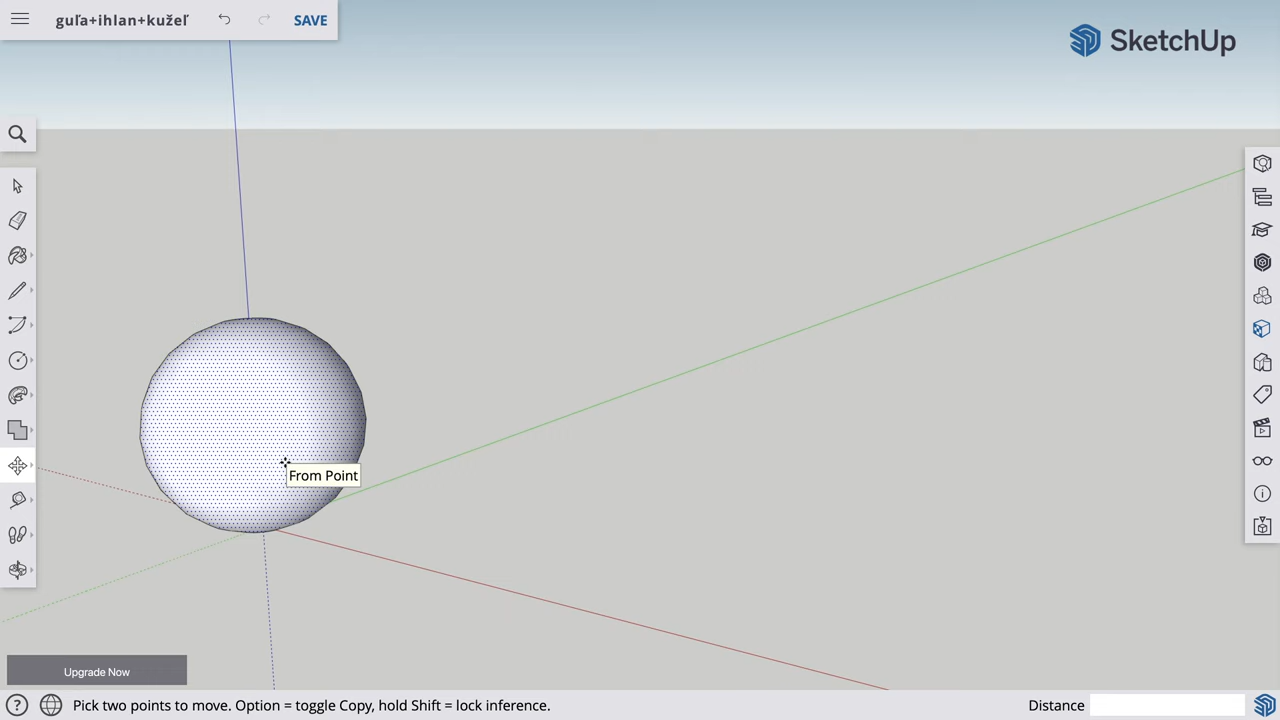 guľa+ihlan+kužeľ
SAVE
SketchUp
From Point
Upgrade Now
Pick two points to move. Option = toggle Copy, hold Shift = lock inference.
Distance